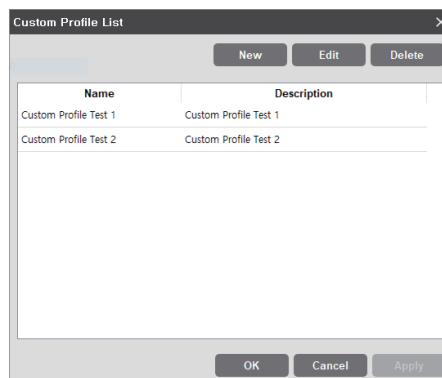 Custom Profile List
New Edit Delete
Name Description
Custom Profile Test 1 Custom Profile Test 1
Custom Profile Test 2 Custom Profile Test 2
OK Cancel Apply